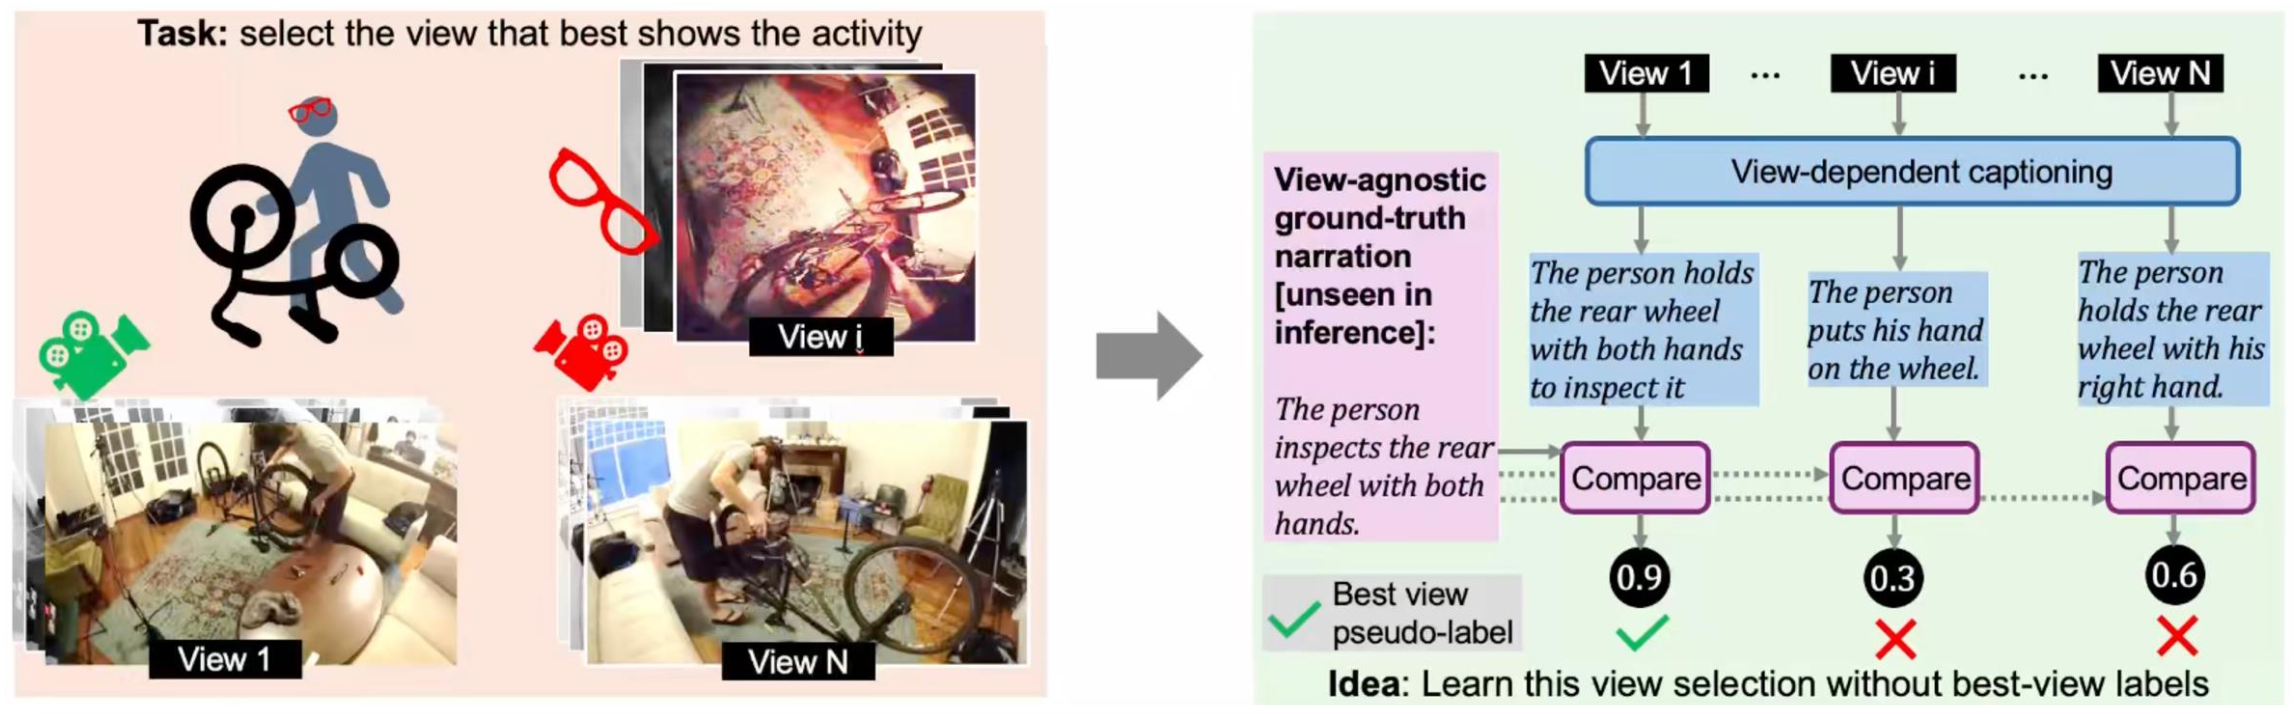 Task: select the view that best shows the activity
View i
View 1
View N
View 1
...
View i
...
View N
View-dependent captioning
View-agnostic
ground-truth
narration
[unseen in
inference]:
The person
inspects the rear
wheel with both
hands.
The person holds
the rear wheel
with both hands
to inspect it
The person
puts his hand
on the wheel.
The person
holds the rear
wheel with his
right hand.
Compare
Compare
Compare
0.9
0.3
0.6
Best view
pseudo-label
Idea: Learn this view selection without best-view labels